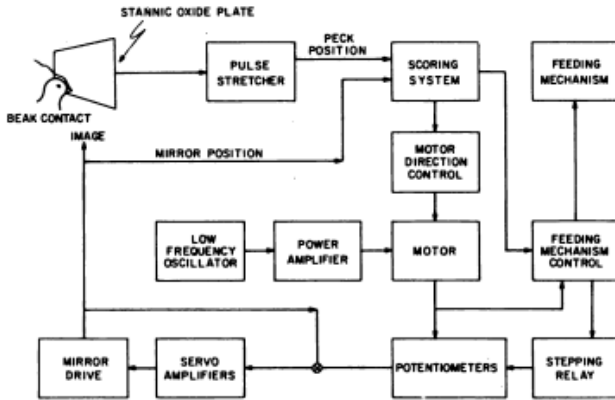 STANNIC OXIDE PLATE
BEAK CONTACT
IMAGE
PULSE
STRETCHER
PECK
POSITION
SCORING
SYSTEM
FEEDING
MECHANISM
MIRROR POSITION
MOTOR
DIRECTION
CONTROL
LOW
FREQUENCY
OSCILLATOR
POWER
AMPLIFIER
MOTOR
FEEDING
MECHANISM
CONTROL
MIRROR
DRIVE
SERVO
AMPLIFIERS
POTENTIOMETERS
STEPPING
RELAY